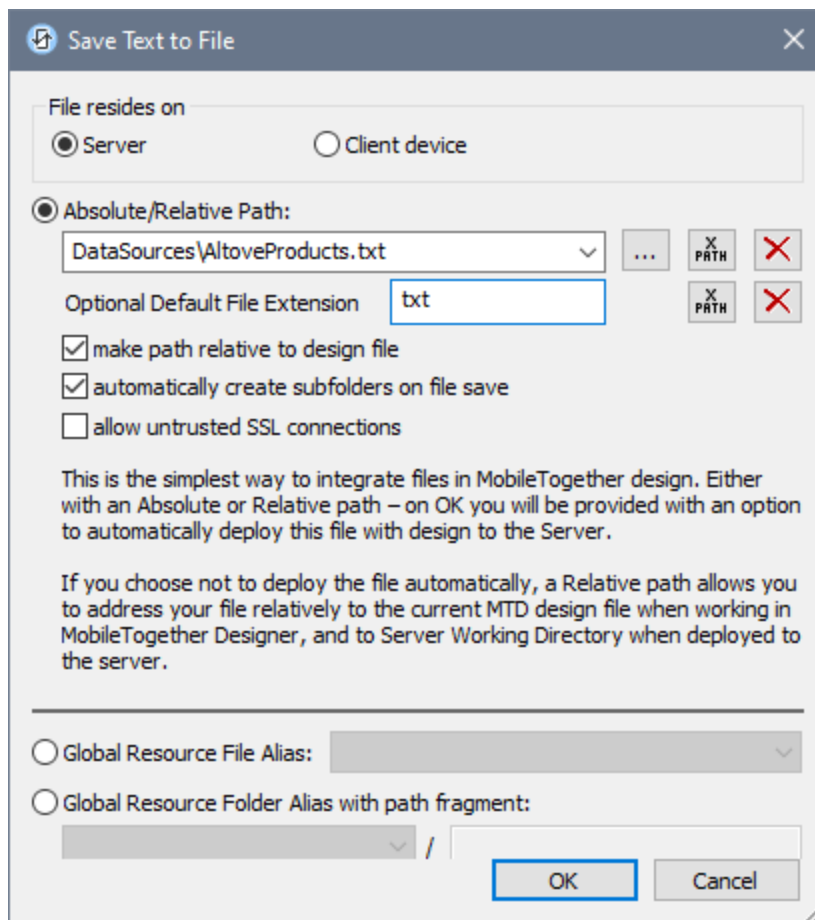 Save Text to File
File resides on
Server
Client device
Absolute/Relative Path:
DataSources\AltoveProducts.txt
...
X
PATH
Optional Default File Extension
txt
X
PATH
make path relative to design file
automatically create subfolders on file save
allow untrusted SSL connections
This is the simplest way to integrate files in MobileTogether design. Either
with an Absolute or Relative path – on OK you will be provided with an option
to automatically deploy this file with design to the Server.
If you choose not to deploy the file automatically, a Relative path allows you
to address your file relatively to the current MTD design file when working in
MobileTogether Designer, and to Server Working Directory when deployed to
the server.
Global Resource File Alias:
Global Resource Folder Alias with path fragment:
/
OK
Cancel